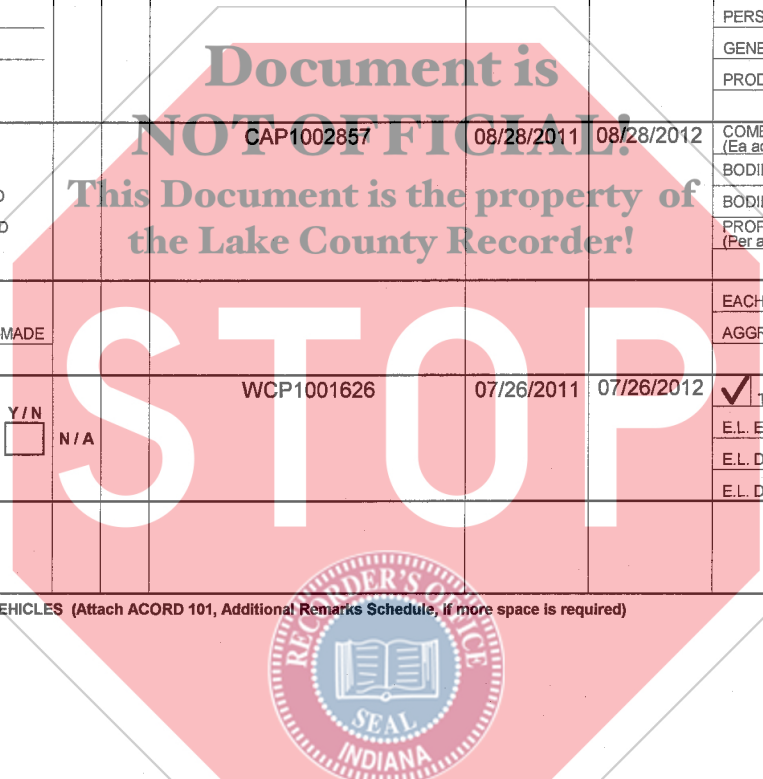 PERS
GENE
PROD
Document is
NOT OFFICIAL!
This Document is the property of
the Lake County Recorder!
CAP1002857 08/28/2011 08/28/2012
COMB
(Ea ac
BODI
BODI
PROP
(Per a
D
D
EACH
AGGR
MADE
STOP
WCP1001626 07/26/2011 07/26/2012
Y / N
N / A
E.L. E
E.L. D
E.L. D
EHICLES (Attach ACORD 101, Additional Remarks Schedule, if more space is required)
RECORDER'S OFFICE
SEAL
INDIANA